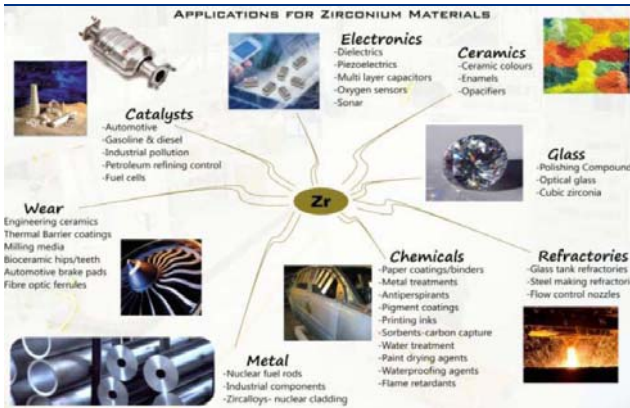 APPLICATIONS FOR ZIRCONIUM MATERIALS
Electronics
-Dielectrics
-Piezoelectrics
-Multi layer capacitors
-Oxygen sensors
-Sonar
Ceramics
-Ceramic colours
-Enamels
-Opacifiers
Catalysts
-Automotive
-Gasoline & diesel
-Industrial pollution
-Petroleum refining control
-Fuel cells
Glass
-Polishing Compound
-Optical glass
-Cubic zirconia
Zr
Wear
Engineering ceramics
Thermal Barrier coatings
Milling media
Bioceramic hips/teeth
Automotive brake pads
Fibre optic ferrules
Chemicals
-Paper coatings/binders
-Metal treatments
-Antiperspirants
-Pigment coatings
-Printing inks
-Sorbents-carbon capture
-Water treatment
-Paint drying agents
-Waterproofing agents
-Flame retardants
Refractories
-Glass tank refractories
-Steel making refractori
-Flow control nozzles
Metal
-Nuclear fuel rods
-Industrial components
-Zircalloys- nuclear cladding